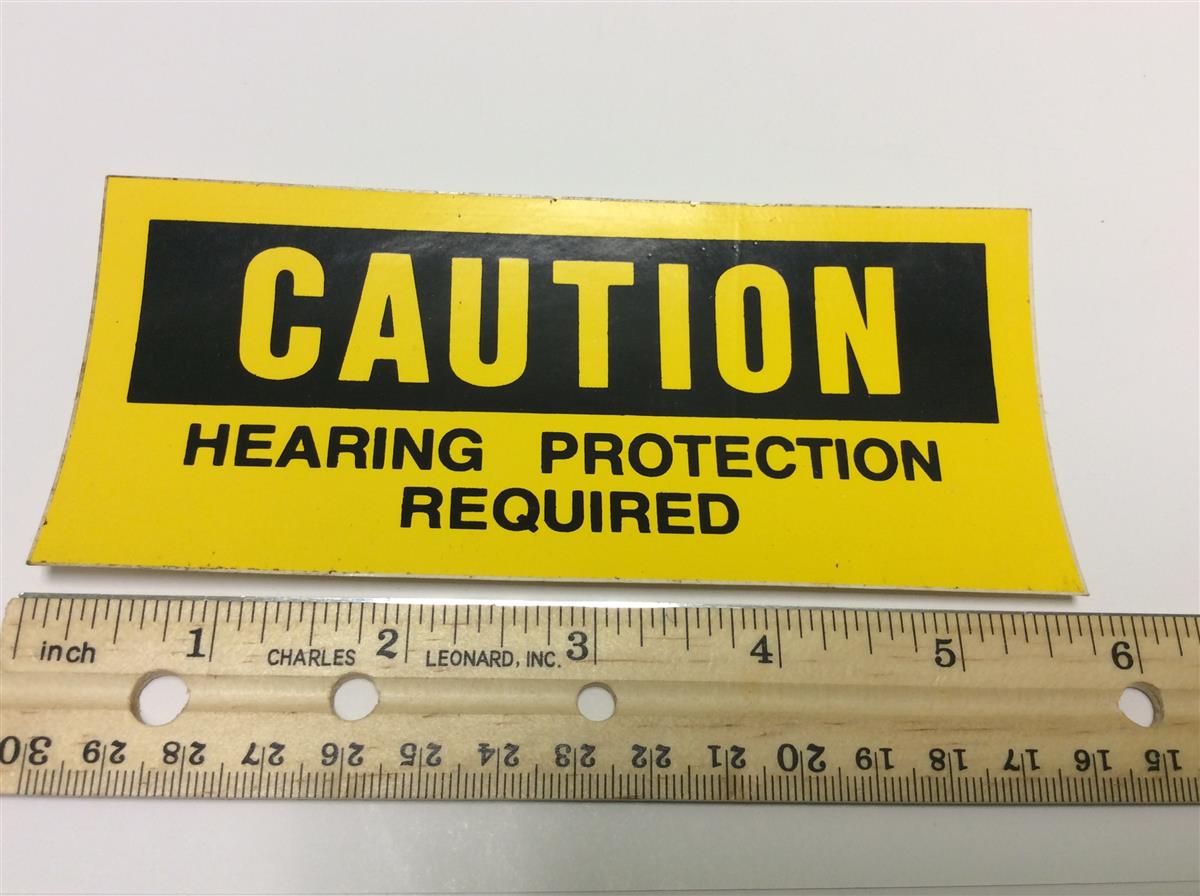 CAUTION
HEARING PROTECTION
REQUIRED
1 2 3 4 5 6
inch CHARLES LEONARD, INC.
30 29 28 27 26 25 24 23 22 21 20 19 18 17 16 15